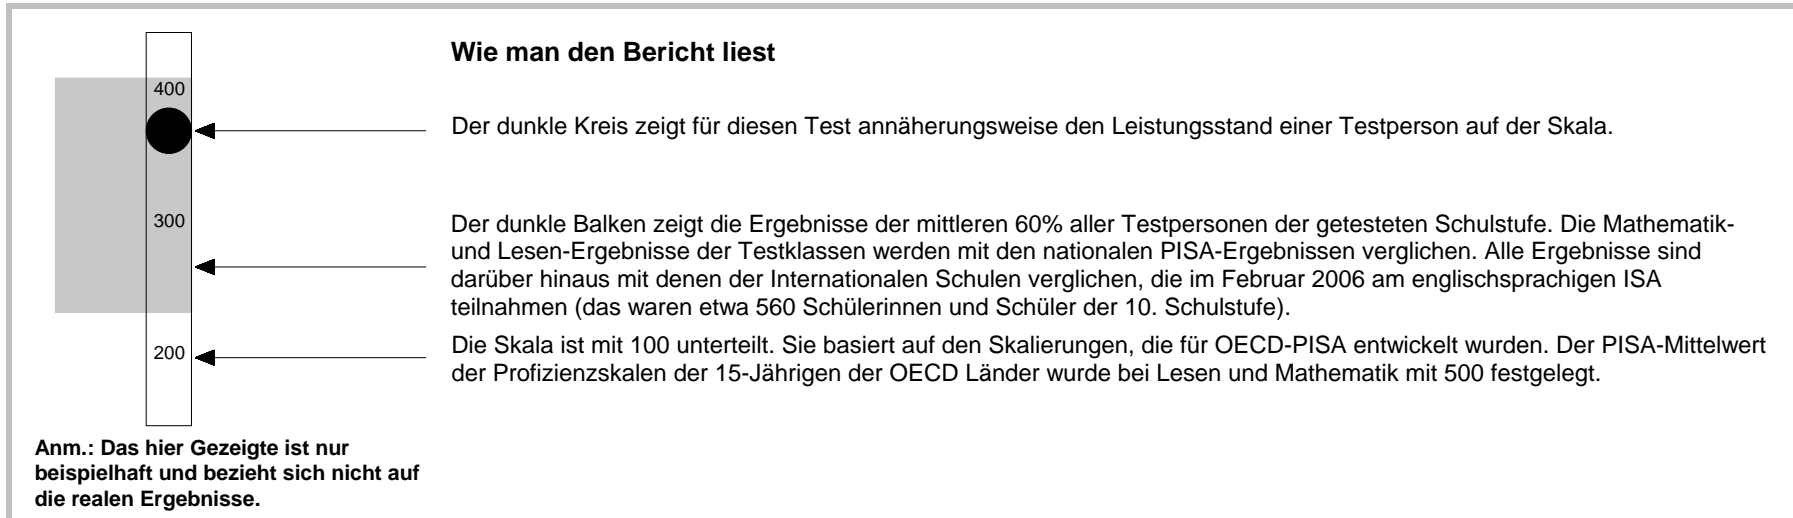 Wie man den Bericht liest
400
Der dunkle Kreis zeigt für diesen Test annäherungsweise den Leistungsstand einer Testperson auf der Skala.
300
Der dunkle Balken zeigt die Ergebnisse der mittleren 60% aller Testpersonen der getesteten Schulstufe. Die Mathematik-
und Lesen-Ergebnisse der Testklassen werden mit den nationalen PISA-Ergebnissen verglichen. Alle Ergebnisse sind
darüber hinaus mit denen der Internationalen Schulen verglichen, die im Februar 2006 am englischsprachigen ISA
teilnahmen (das waren etwa 560 Schülerinnen und Schüler der 10. Schulstufe).
200
Die Skala ist mit 100 unterteilt. Sie basiert auf den Skalierungen, die für OECD-PISA entwickelt wurden. Der PISA-Mittelwert
der Profizienzskalen der 15-Jährigen der OECD Länder wurde bei Lesen und Mathematik mit 500 festgelegt.
Anm.: Das hier Gezeigte ist nur
beispielhaft und bezieht sich nicht auf
die realen Ergebnisse.